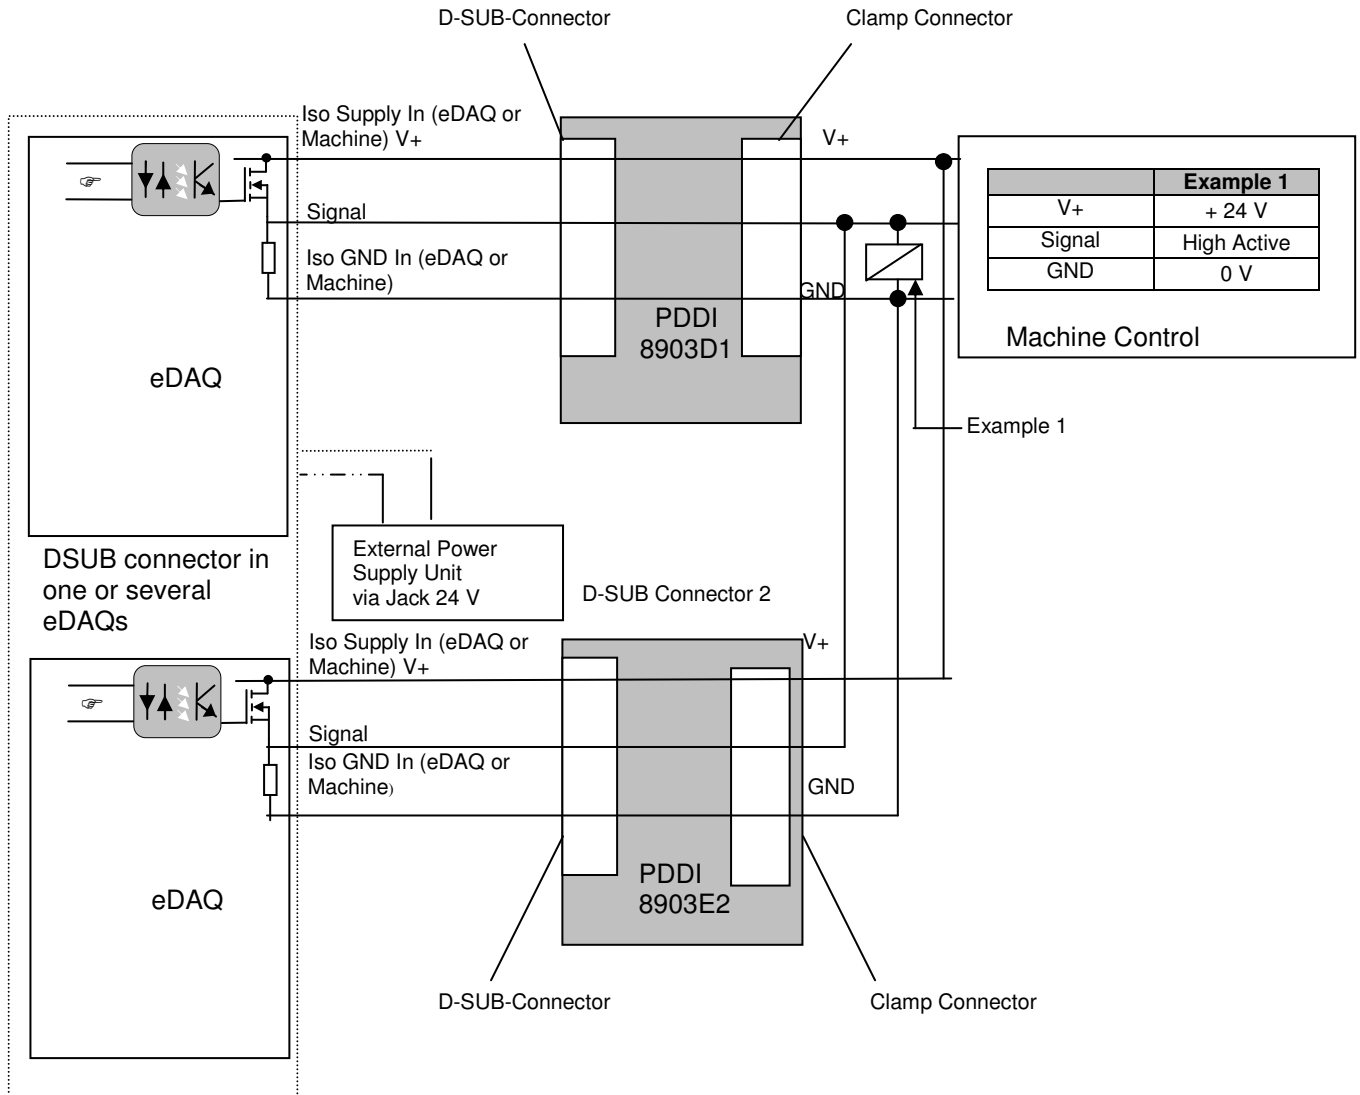 D-SUB-Connector
Clamp Connector
Iso Supply In (eDAQ or
Machine) V+
V+
Signal
Iso GND In (eDAQ or
Machine)
GND
PDDI
8903D1
eDAQ
Example 1
V+
+ 24 V
Signal
High Active
GND
0 V
Machine Control
Example 1
External Power
Supply Unit
via Jack 24 V
DSUB connector in
one or several
eDAQs
D-SUB Connector 2
Iso Supply In (eDAQ or
Machine) V+
V+
Signal
Iso GND In (eDAQ or
Machine)
GND
PDDI
8903E2
eDAQ
D-SUB-Connector
Clamp Connector